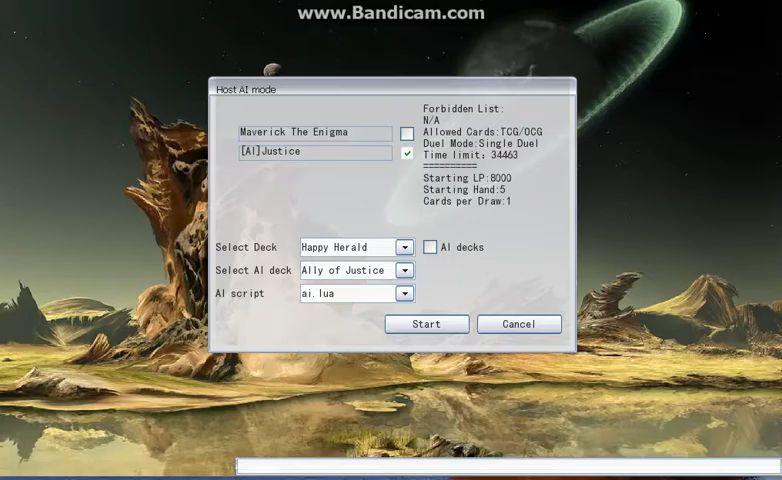 www.Bandicam.com
Host AI mode
Maverick The Enigma
[AI]Justice
Forbidden List:
N/A
Allowed Cards:TCG/OCG
Duel Mode:Single Duel
Time limit: 34463
==========
Starting LP:8000
Starting Hand:5
Cards per Draw:1
Select Deck Happy Herald AI decks
Select AI deck Ally of Justice
AI script ai.lua
Start Cancel